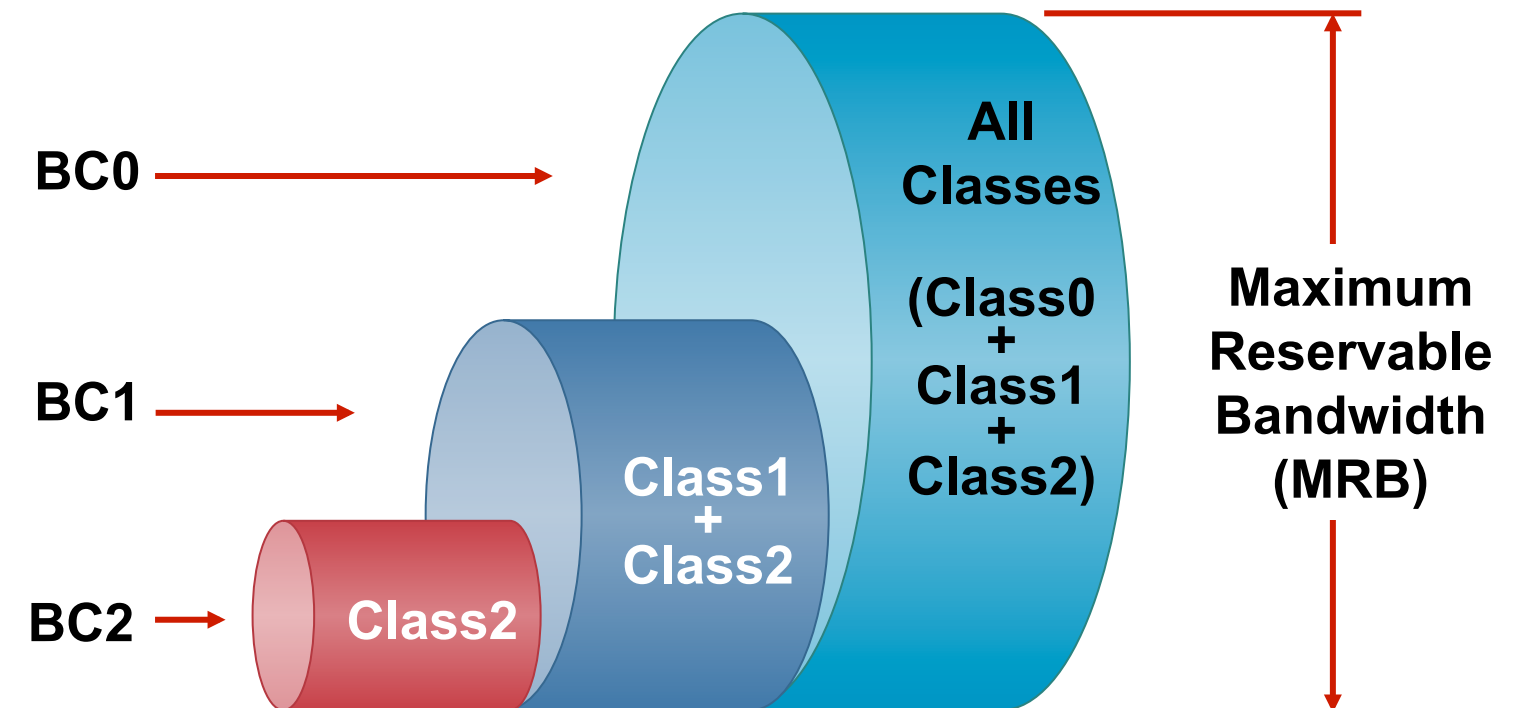 BC0
BC1
BC2
Class2
Class1
+
Class2
All
Classes
(Class0
+
Class1
+
Class2)
Maximum
Reservable
Bandwidth
(MRB)